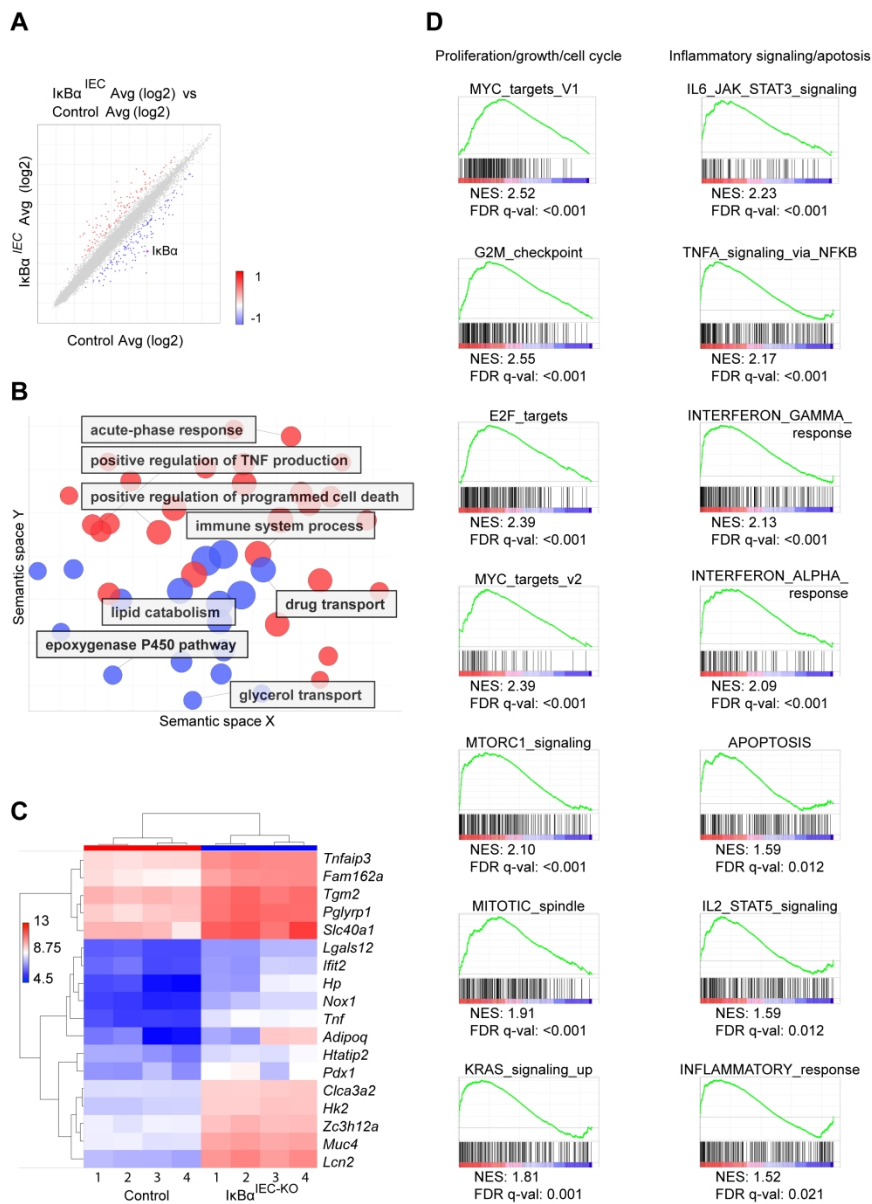 A
IκBα IEC Avg (log2) vs
Control Avg (log2)
IκBα IEC Avg (log2)
IκBα
1
-1
Control Avg (log2)
B
acute-phase response
positive regulation of TNF production
positive regulation of programmed cell death
immune system process
drug transport
lipid catabolism
epoxygenase P450 pathway
glycerol transport
Semantic space Y
Semantic space X
C
13
8.75
4.5
Tnfaip3
Fam162a
Tgm2
Pglyrp1
Slc40a1
Lgals12
Ifit2
Hp
Nox1
Tnf
Adipoq
Htatip2
Pdx1
Clca3a2
Hk2
Zc3h12a
Muc4
Lcn2
1 2 3 4 1 2 3 4
Control IκBα IEC-KO
D
Proliferation/growth/cell cycle
MYC_targets_V1
NES: 2.52
FDR q-val: <0.001
G2M_checkpoint
NES: 2.55
FDR q-val: <0.001
E2F_targets
NES: 2.39
FDR q-val: <0.001
MYC_targets_v2
NES: 2.39
FDR q-val: <0.001
MTORC1_signaling
NES: 2.10
FDR q-val: <0.001
MITOTIC_spindle
NES: 1.91
FDR q-val: <0.001
KRAS_signaling_up
NES: 1.81
FDR q-val: 0.001
Inflammatory signaling/apotosis
IL6_JAK_STAT3_signaling
NES: 2.23
FDR q-val: <0.001
TNFA_signaling_via_NFKB
NES: 2.17
FDR q-val: <0.001
INTERFERON_GAMMA_
response
NES: 2.13
FDR q-val: <0.001
INTERFERON_ALPHA_
response
NES: 2.09
FDR q-val: <0.001
APOPTOSIS
NES: 1.59
FDR q-val: 0.012
IL2_STAT5_signaling
NES: 1.59
FDR q-val: 0.012
INFLAMMATORY_response
NES: 1.52
FDR q-val: 0.021